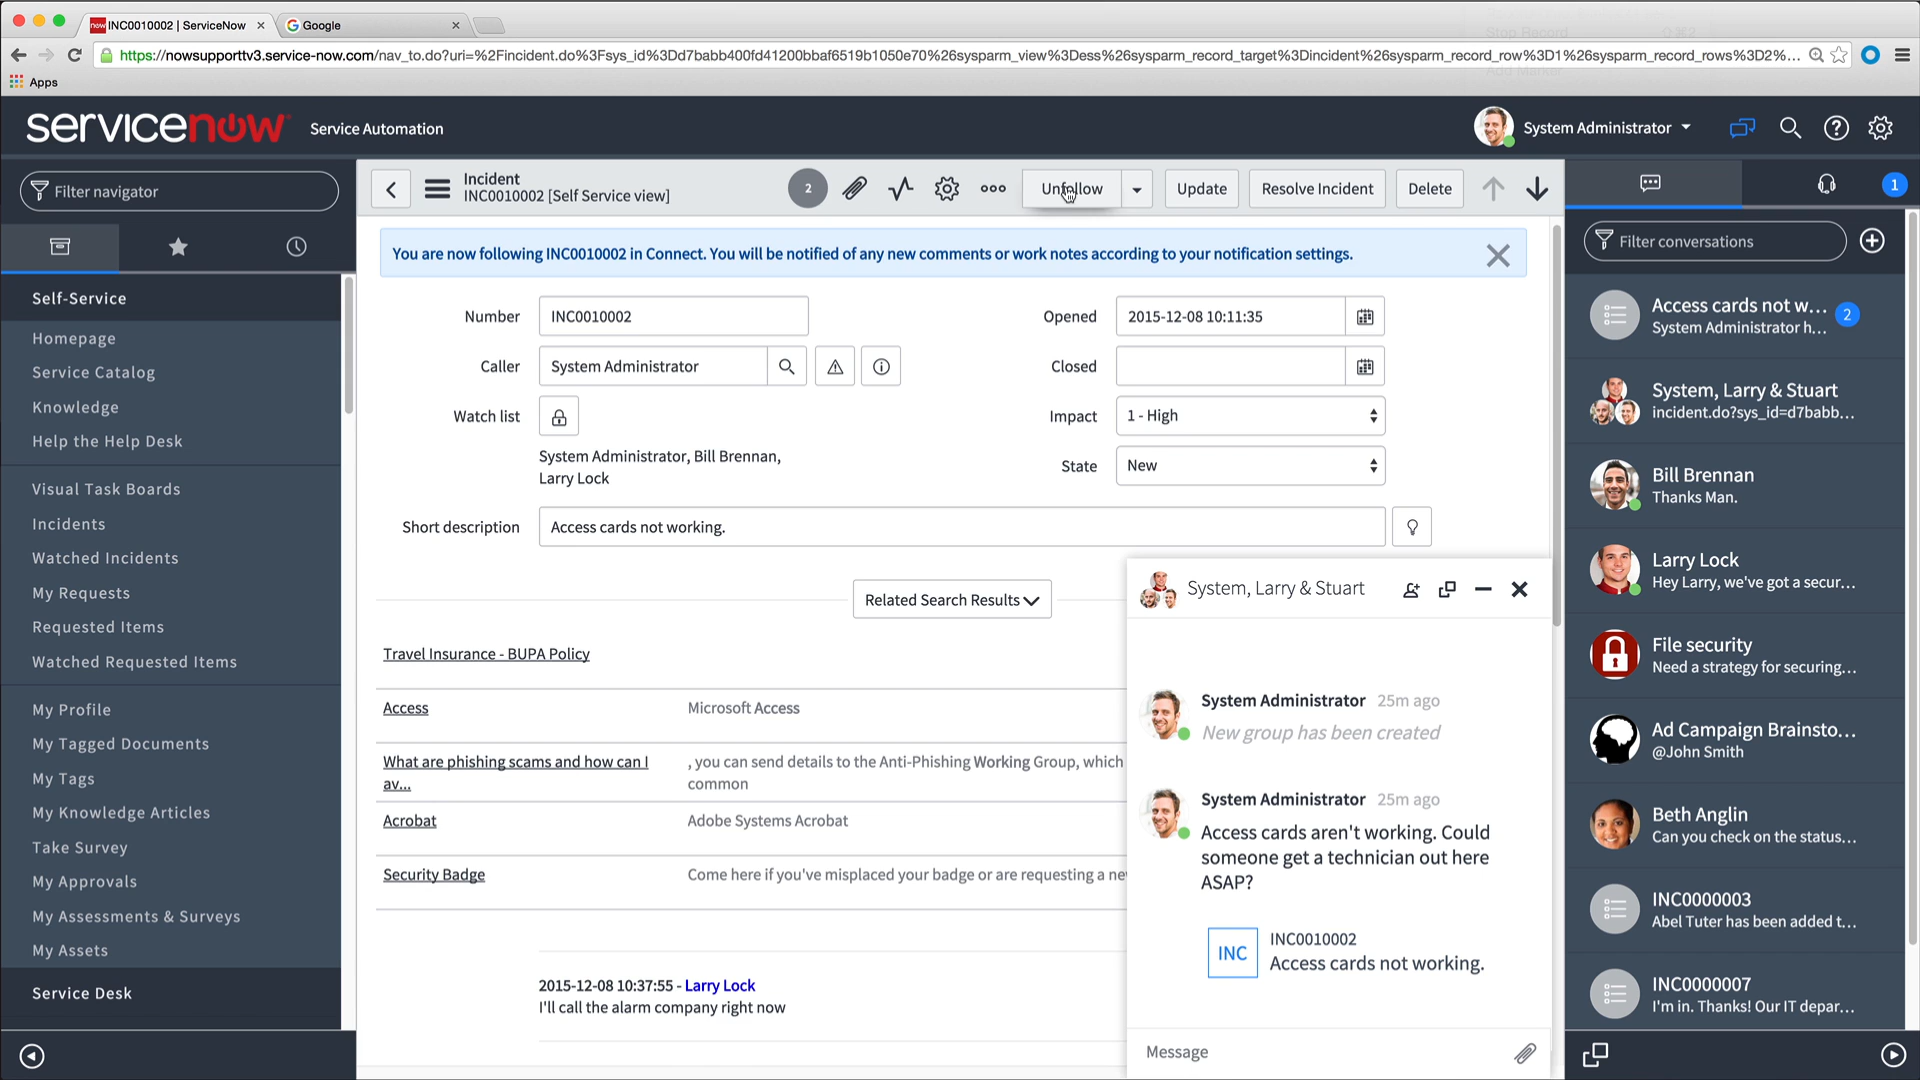 INC0010002 | ServiceNow
Google
Stop Record
Add Marker
https://nowsupporttv3.service-now.com/nav_to.do?uri=%2Fincident.do%3Fsys_id%3Dd7babb400fd41200bbaf6519b1050e70%26sysparm_view%3Dess%26sysparm_record_target%3Dincident%26sysparm_record_row%3D1%26sysparm_record_rows%3D2%...
Apps
servicenow
Service Automation
System Administrator
Filter navigator
Self-Service
Homepage
Service Catalog
Knowledge
Help the Help Desk
Visual Task Boards
Incidents
Watched Incidents
My Requests
Requested Items
Watched Requested Items
My Profile
My Tagged Documents
My Tags
My Knowledge Articles
Take Survey
My Approvals
My Assessments & Surveys
My Assets
Service Desk
Incident
INC0010002 [Self Service view]
2
Unfollow
Update
Resolve Incident
Delete
You are now following INC0010002 in Connect. You will be notified of any new comments or work notes according to your notification settings.
Number
INC0010002
Opened
2015-12-08 10:11:35
Caller
System Administrator
Closed
Watch list
Impact
1 - High
System Administrator, Bill Brennan,
Larry Lock
State
New
Short description
Access cards not working.
Related Search Results
Travel Insurance - BUPA Policy
Access
Microsoft Access
What are phishing scams and how can I
av...
, you can send details to the Anti-Phishing Working Group, which
common
Acrobat
Adobe Systems Acrobat
Security Badge
Come here if you've misplaced your badge or are requesting a ne
2015-12-08 10:37:55 - Larry Lock
I'll call the alarm company right now
System, Larry & Stuart
System Administrator 25m ago
New group has been created
System Administrator 25m ago
Access cards aren't working. Could
someone get a technician out here
ASAP?
INC
INC0010002
Access cards not working.
Message
1
Filter conversations
Access cards not w...
System Administrator h...
2
System, Larry & Stuart
incident.do?sys_id=d7babb...
Bill Brennan
Thanks Man.
Larry Lock
Hey Larry, we've got a secur...
File security
Need a strategy for securing...
Ad Campaign Brainsto...
@John Smith
Beth Anglin
Can you check on the status...
INC0000003
Abel Tuter has been added t...
INC0000007
I'm in. Thanks! Our IT depar...